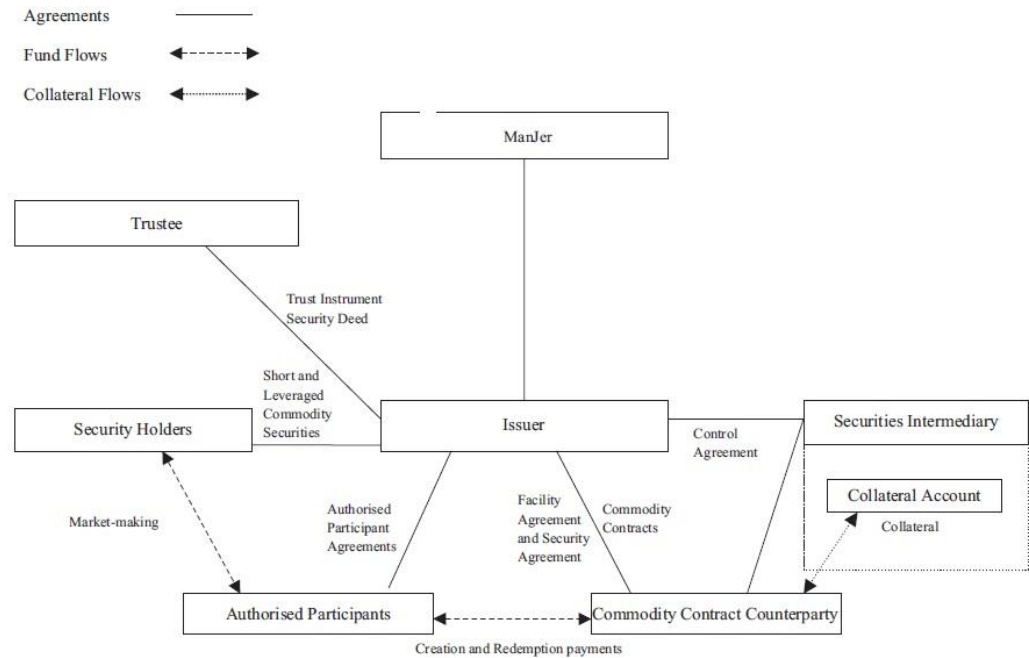 Agreements
Fund Flows
Collateral Flows
ManJer
Trustee
Trust Instrument
Security Deed
Short and
Leveraged
Commodity
Securities
Security Holders
Issuer
Control
Agreement
Securities Intermediary
Collateral Account
Collateral
Market-making
Authorised
Participant
Agreements
Facility
Agreement
and Security
Agreement
Commodity
Contracts
Authorised Participants
Commodity Contract Counterparty
Creation and Redemption payments